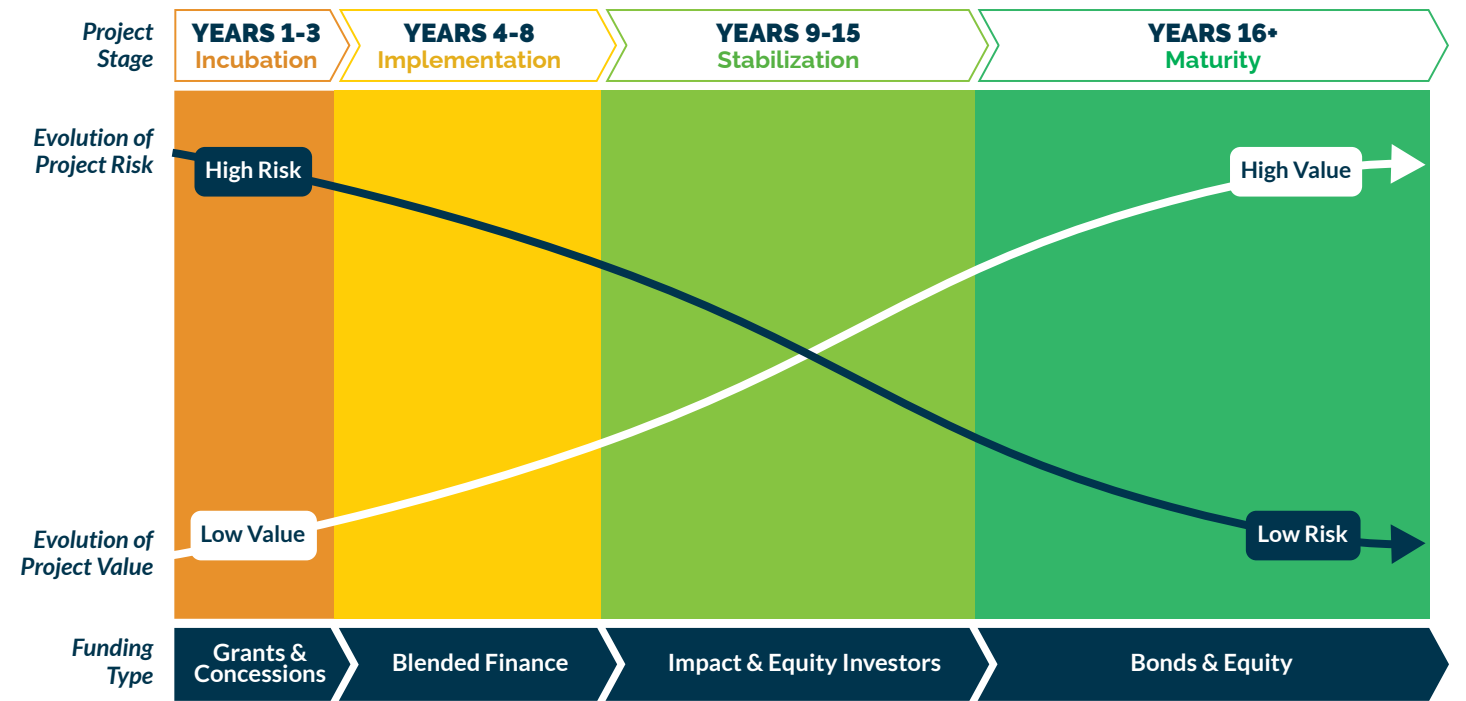 Project
Stage
YEARS 1-3
Incubation
YEARS 4-8
Implementation
YEARS 9-15
Stabilization
YEARS 16+
Maturity
Evolution of
Project Risk
High Risk
High Value
Low Value
Low Risk
Evolution of
Project Value
Funding
Type
Grants &
Concessions
Blended Finance
Impact & Equity Investors
Bonds & Equity